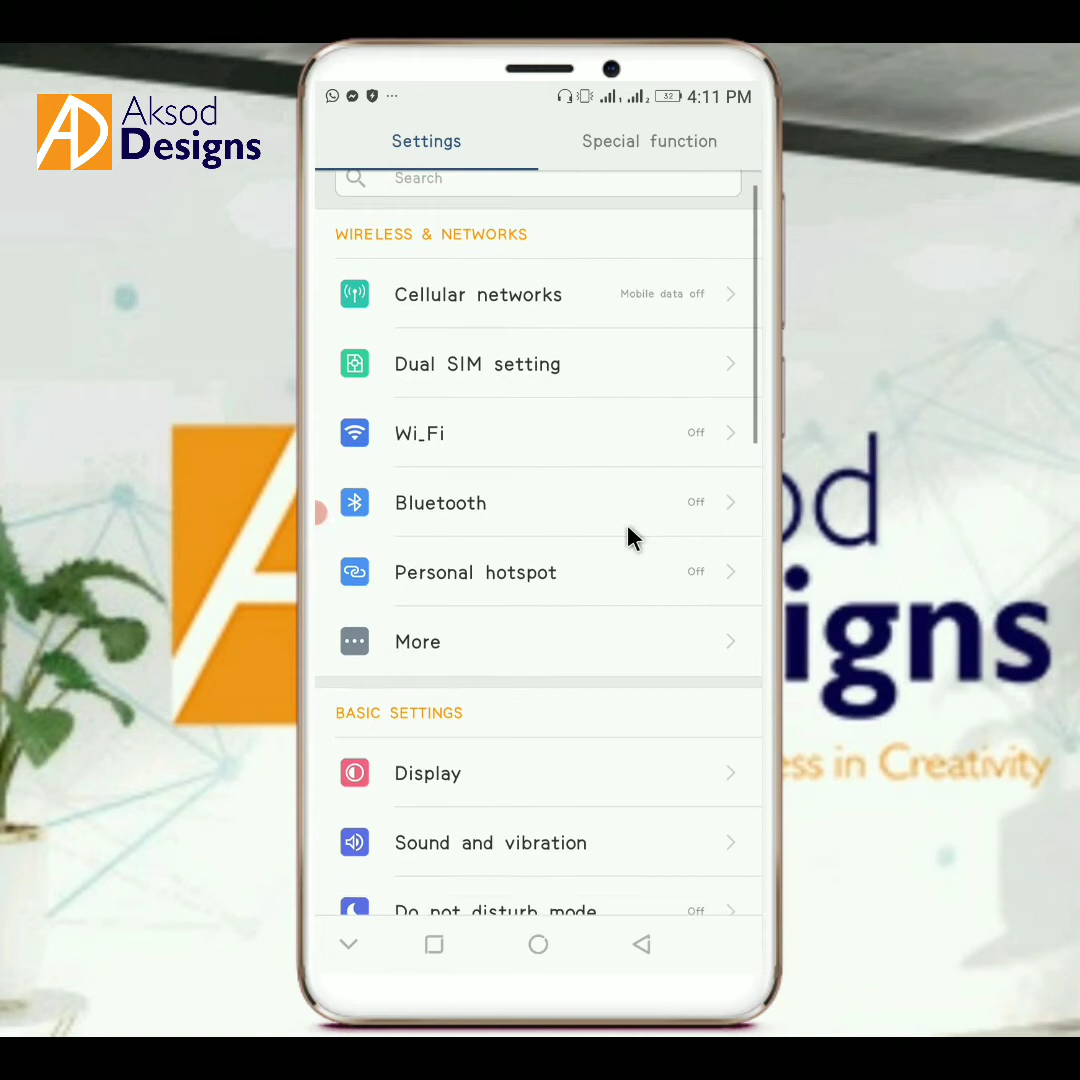 Aksod
Designs
32 4:11 PM
Settings
Special function
Search
WIRELESS & NETWORKS
Cellular networks
Mobile data off
Dual SIM setting
Wi_Fi
Off
Bluetooth
Off
Personal hotspot
Off
More
BASIC SETTINGS
Display
Sound and vibration
Do not disturb mode
Off
od
igns
ess in Creativity